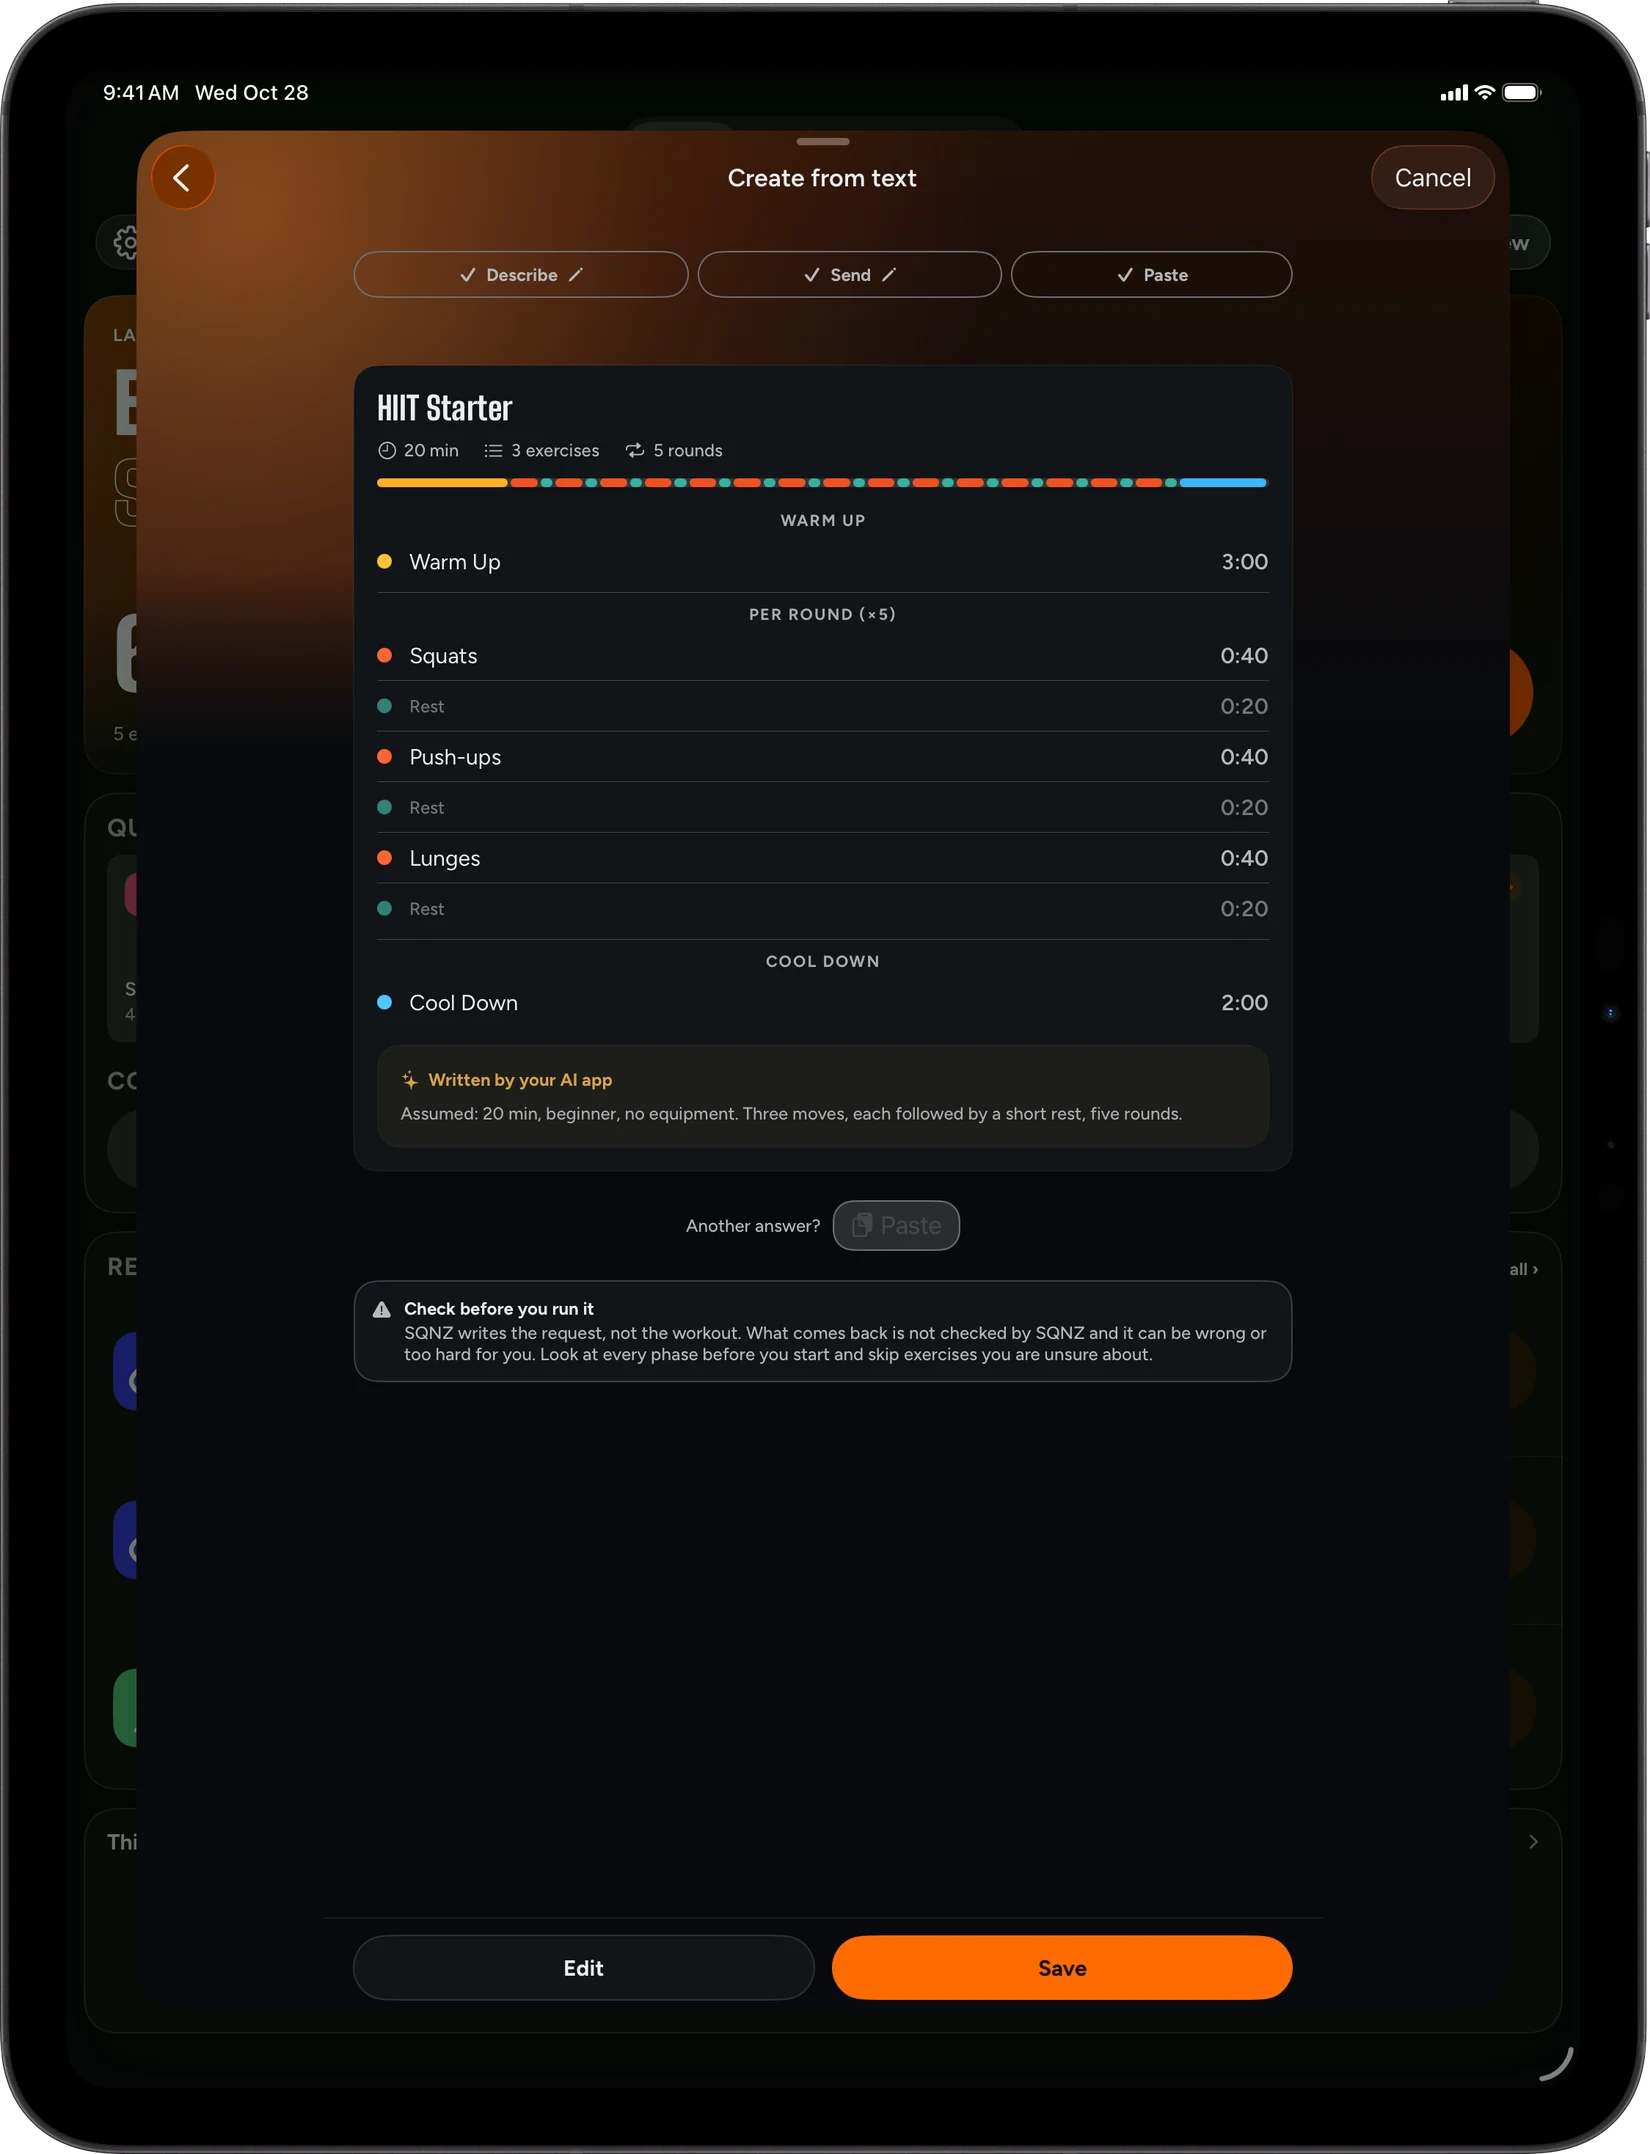 9:41 AM Wed Oct 28
Create from text
Cancel
Describe
Send
Paste
HIIT Starter
20 min
3 exercises
5 rounds
WARM UP
Warm Up
3:00
PER ROUND (×5)
Squats
0:40
Rest
0:20
Push-ups
0:40
Rest
0:20
Lunges
0:40
Rest
0:20
COOL DOWN
Cool Down
2:00
Written by your AI app
Assumed: 20 min, beginner, no equipment. Three moves, each followed by a short rest, five rounds.
Another answer?
Paste
Check before you run it
SQNZ writes the request, not the workout. What comes back is not checked by SQNZ and it can be wrong or
too hard for you. Look at every phase before you start and skip exercises you are unsure about.
all ›
Edit
Save